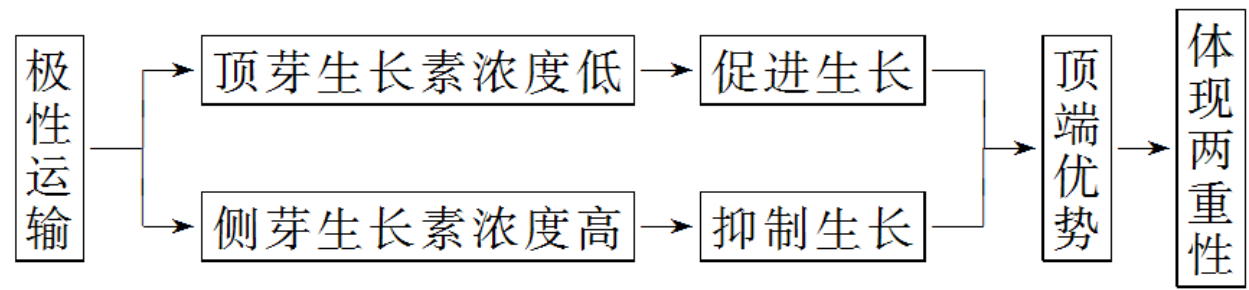 极性运输
顶芽生长素浓度低
促进生长
侧芽生长素浓度高
抑制生长
顶端优势
体现两重性